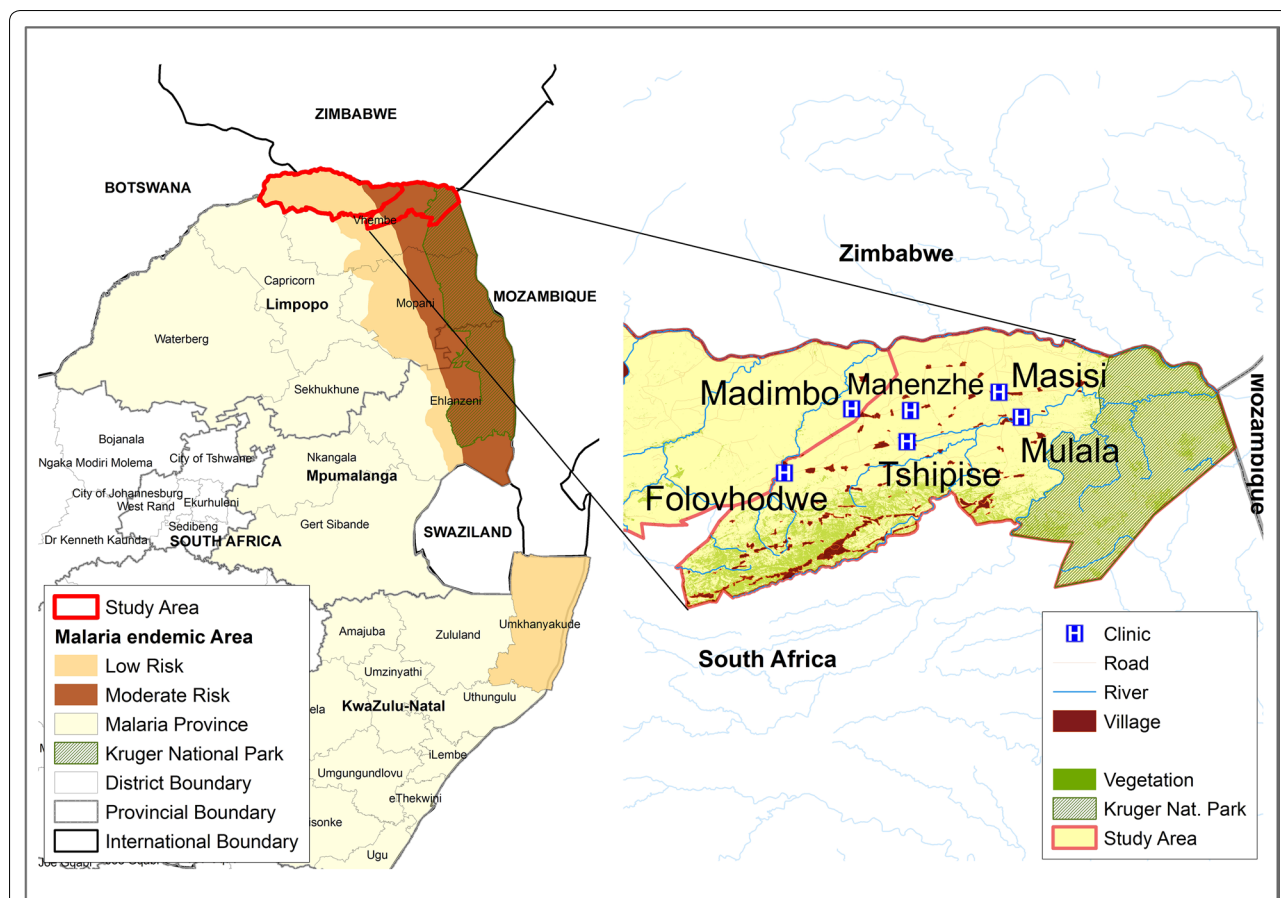 ZIMBABWE
BOTSWANA
Vhembe
Capricorn
Limpopo
Mopani
MOZAMBIQUE
Waterberg
Sekhukhune
Ehlanzeni
Bojanala
Ngaka Modiri Molema
City of Tshwane
Nkangala
Mpumalanga
City of Johannesburg
West Rand
Ekurhuleni
Sedibeng
Gert Sibande
Dr Kenneth Kaunda
SOUTH AFRICA
SWAZILAND
Umkhanyakude
Amajuba
Zululand
Umzinyathi
Uthungulu
KwaZulu-Natal
ela
iLembe
Umgungundlovu
eThekwini
isonke
Ugu
Study Area
Malaria endemic Area
Low Risk
Moderate Risk
Malaria Province
Kruger National Park
District Boundary
Provincial Boundary
International Boundary
Zimbabwe
Mozambique
Madimbo
Manenzhe
Masisi
Mulala
Tshipise
Folovhodwe
South Africa
H Clinic
Road
River
Village
Vegetation
Kruger Nat. Park
Study Area